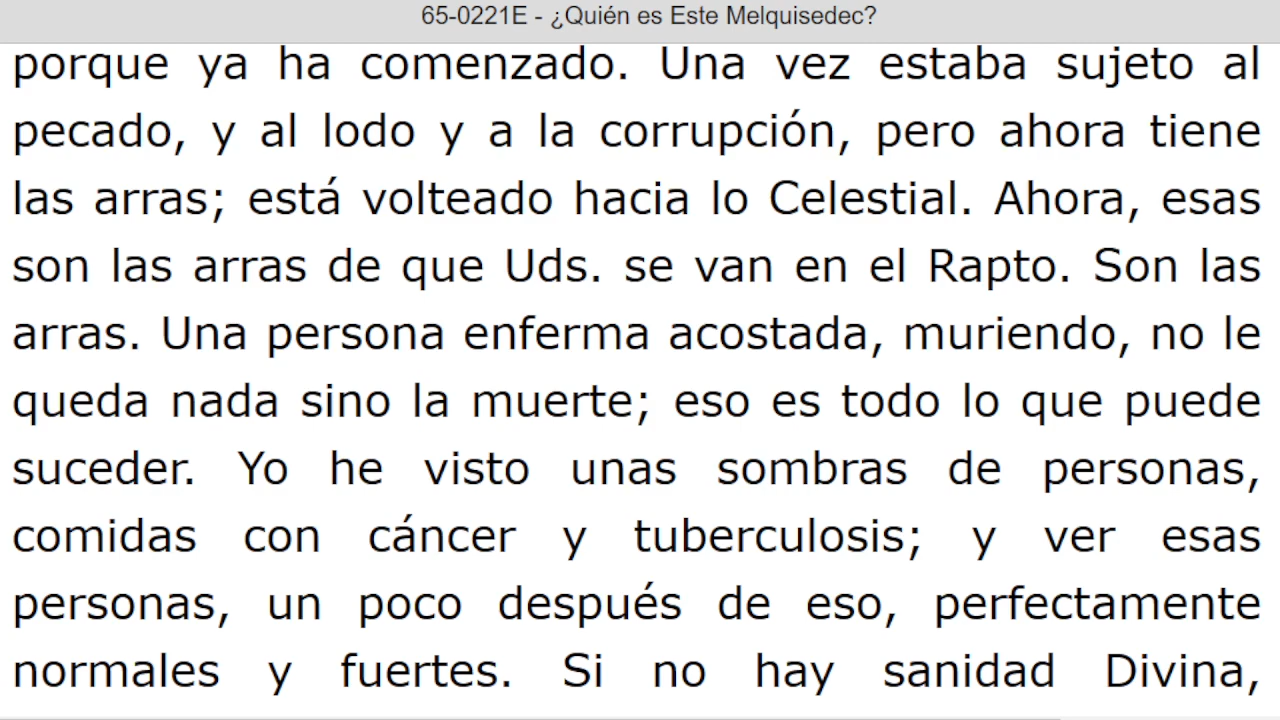 65-0221E - ¿Quién es Este Melquisedec?
porque ya ha comenzado. Una vez estaba sujeto al
pecado, y al lodo y a la corrupción, pero ahora tiene
las arras; está volteado hacia lo Celestial. Ahora, esas
son las arras de que Uds. se van en el Rapto. Son las
arras. Una persona enferma acostada, muriendo, no le
queda nada sino la muerte; eso es todo lo que puede
suceder. Yo he visto unas sombras de personas,
comidas con cáncer y tuberculosis; y ver esas
personas, un poco después de eso, perfectamente
normales y fuertes. Si no hay sanidad Divina,